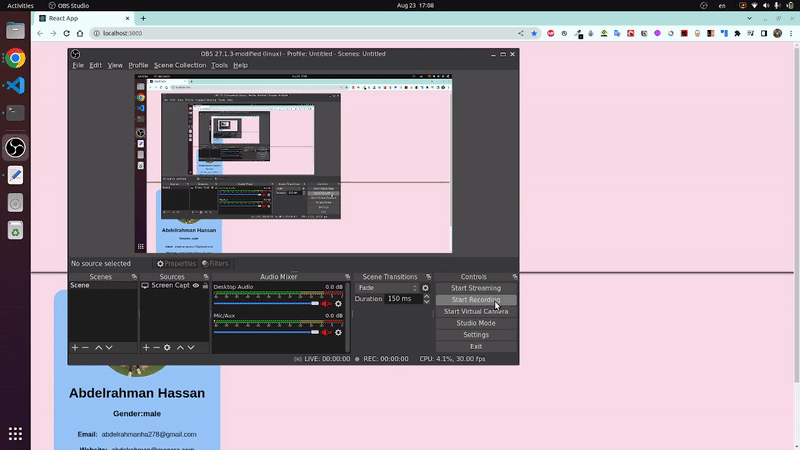 Activities
OBS Studio
Aug 23 17:08
en
React App
localhost:3000
OBS 27.1.3-modified (linux) - Profile: Untitled - Scenes: Untitled
File Edit View Profile Scene Collection Tools Help
Abdelrahman Hassan
No source selected
Properties
Filters
Scenes
Scene
Sources
Screen Capt
Audio Mixer
Desktop Audio 0.0 dB
Mic/Aux 0.0 dB
Scene Transitions
Fade
Duration 150 ms
Controls
Start Streaming
Start Recording
Start Virtual Camera
Studio Mode
Settings
Exit
LIVE: 00:00:00
REC: 00:00:00
CPU: 4.1%, 30.00 fps
Abdelrahman Hassan
Gender:male
Email: abdelrahmanha278@gmail.com